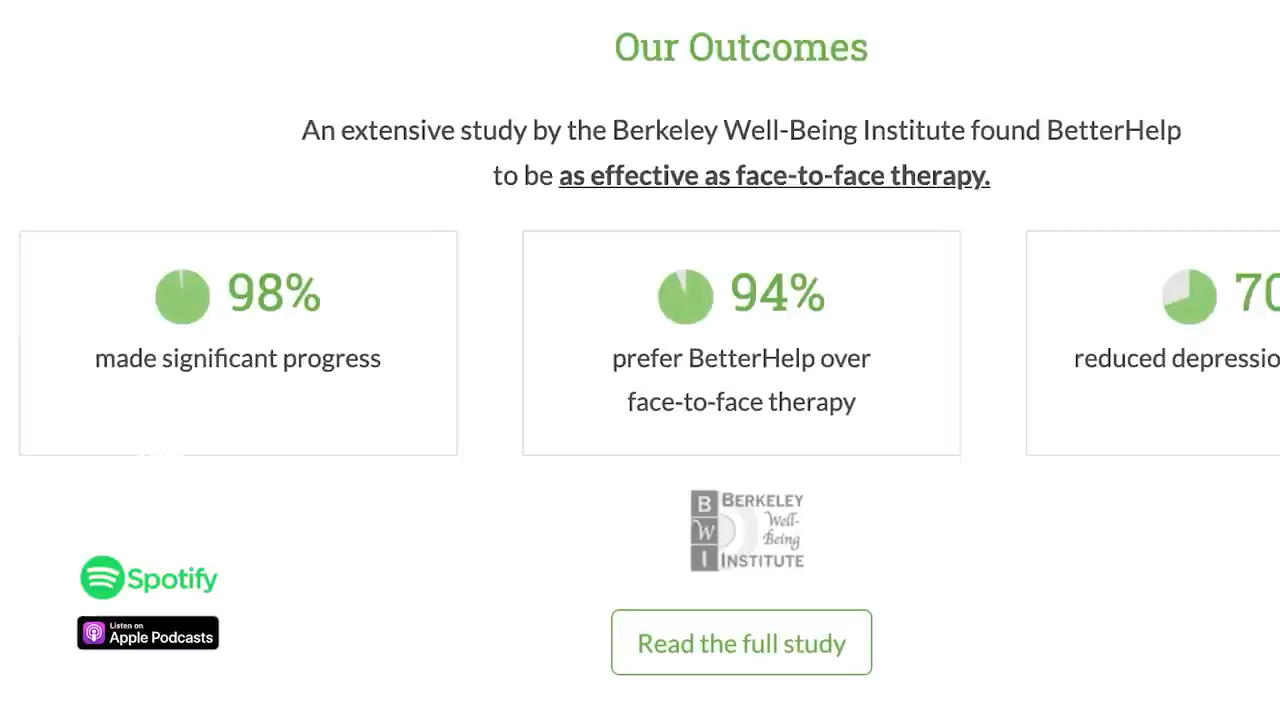 Our Outcomes
An extensive study by the Berkeley Well-Being Institute found BetterHelp
to be as effective as face-to-face therapy.
98%
made significant progress
94%
prefer BetterHelp over
face-to-face therapy
70
reduced depressio
B BERKELEY
W Well-
Being
I INSTITUTE
Spotify
Listen on
Apple Podcasts
Read the full study